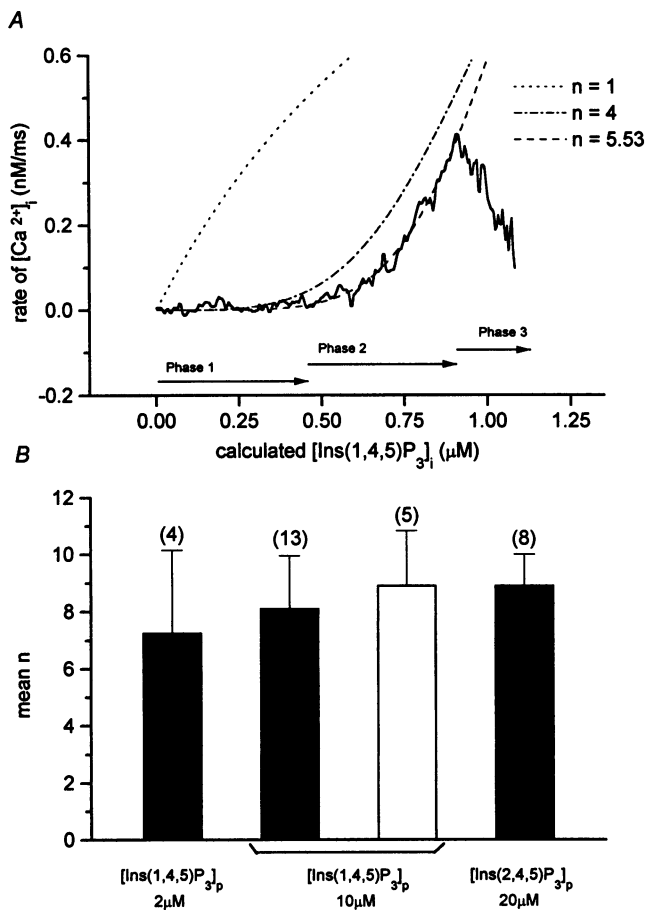 A
0.6
0.4
0.2
0.0
-0.2
rate of [Ca 2+]i (nM/ms)
n = 1
n = 4
n = 5.53
Phase 1
Phase 2
Phase 3
0.00 0.25 0.50 0.75 1.00 1.25
calculated [Ins(1,4,5)P3]i (μM)
B
12
10
8
6
4
2
0
mean n
(4)
(13)
(5)
(8)
[Ins(1,4,5)P3]p [Ins(1,4,5)P3]p [Ins(2,4,5)P3]p
2μM 10μM 20μM